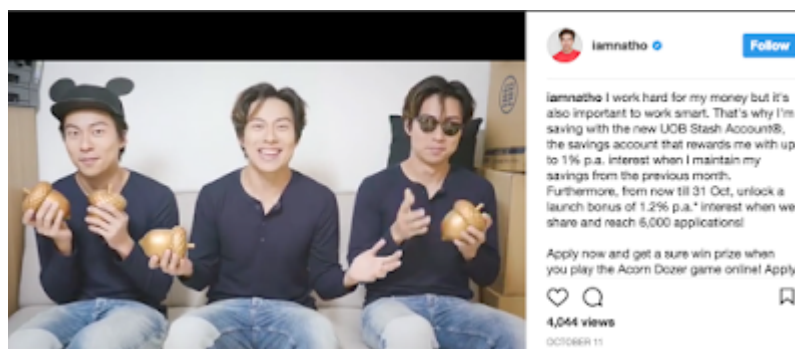 iamnatho
Follow
iamnatho I work hard for my money but it's
also important to work smart. That's why I'm
saving with the new UOB Stash Account®,
the savings account that rewards me with up
to 1% p.a. interest when I maintain my
savings from the previous month.
Furthermore, from now till 31 Oct, unlock a
launch bonus of 1.2% p.a.* interest when we
share and reach 6,000 applications!
Apply now and get a sure win prize when
you play the Acorn Dozer game online! Apply
4,044 views
OCTOBER 11